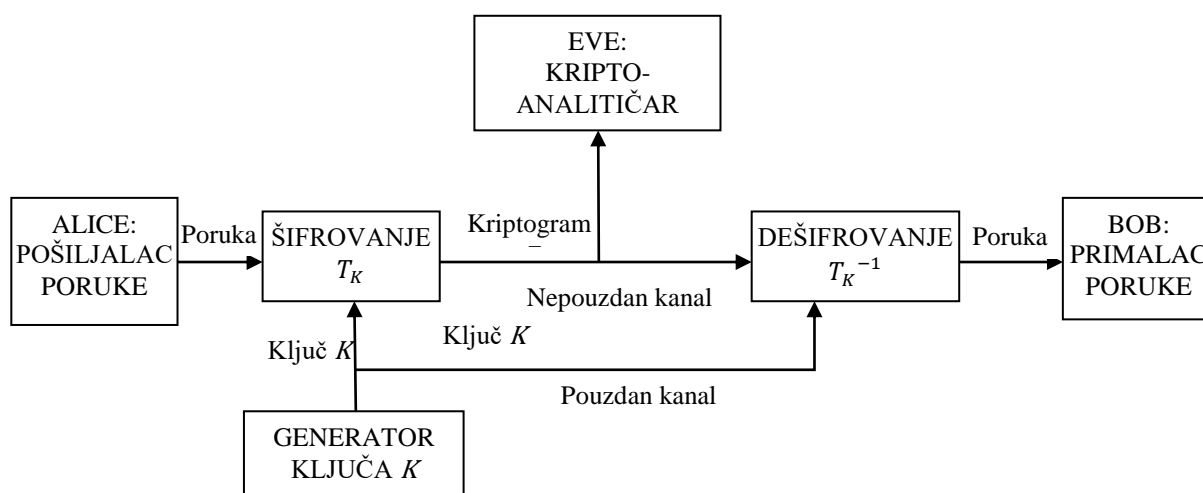 EVE:
KRIPTO-
ANALITIČAR
ALICE:
POŠILJALAC
PORUKE
Poruka
ŠIFROVANJE
T_K
Kriptogram
Nepouzdan kanal
DEŠIFROVANJE
T_K^{-1}
Poruka
BOB:
PRIMALAC
PORUKE
Ključ K
Ključ K
Pouzdan kanal
GENERATOR
KLJUČA K